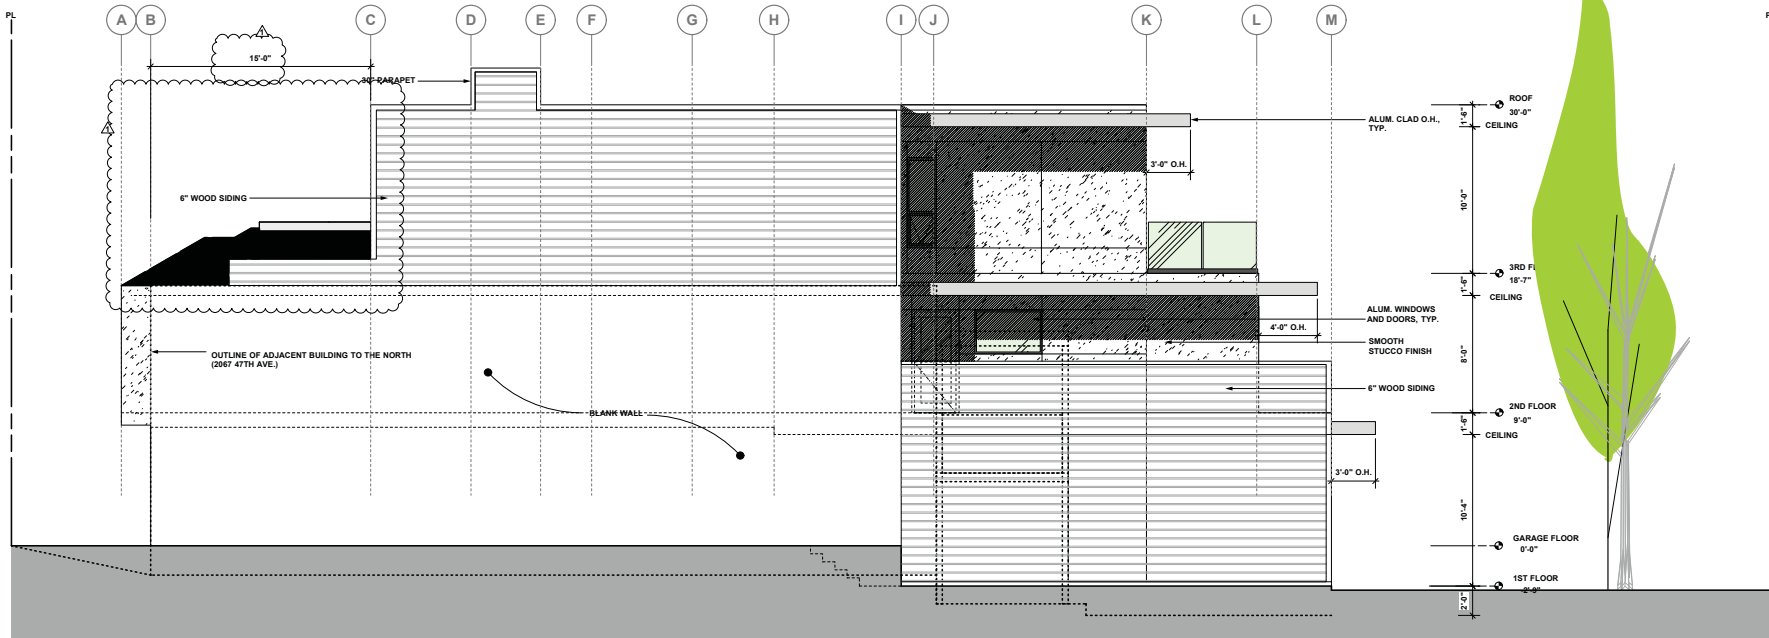 PL
A
B
C
D
E
F
G
H
I
J
K
L
M
1
15'-0"
30" PARAPET
1
6" WOOD SIDING
OUTLINE OF ADJACENT BUILDING TO THE NORTH
(2067 47TH AVE.)
BLANK WALL
ALUM. CLAD O.H.,
TYP.
3'-0" O.H.
ALUM. WINDOWS
AND DOORS, TYP.
4'-0" O.H.
SMOOTH
STUCCO FINISH
6" WOOD SIDING
3'-0" O.H.
ROOF
30'-0"
1'-6"
CEILING
10'-0"
3RD FL
18'-7"
1'-6"
CEILING
8'-0"
2ND FLOOR
9'-0"
1'-6"
CEILING
10'-4"
GARAGE FLOOR
0'-0"
1ST FLOOR
-2'-9"
2'-0"